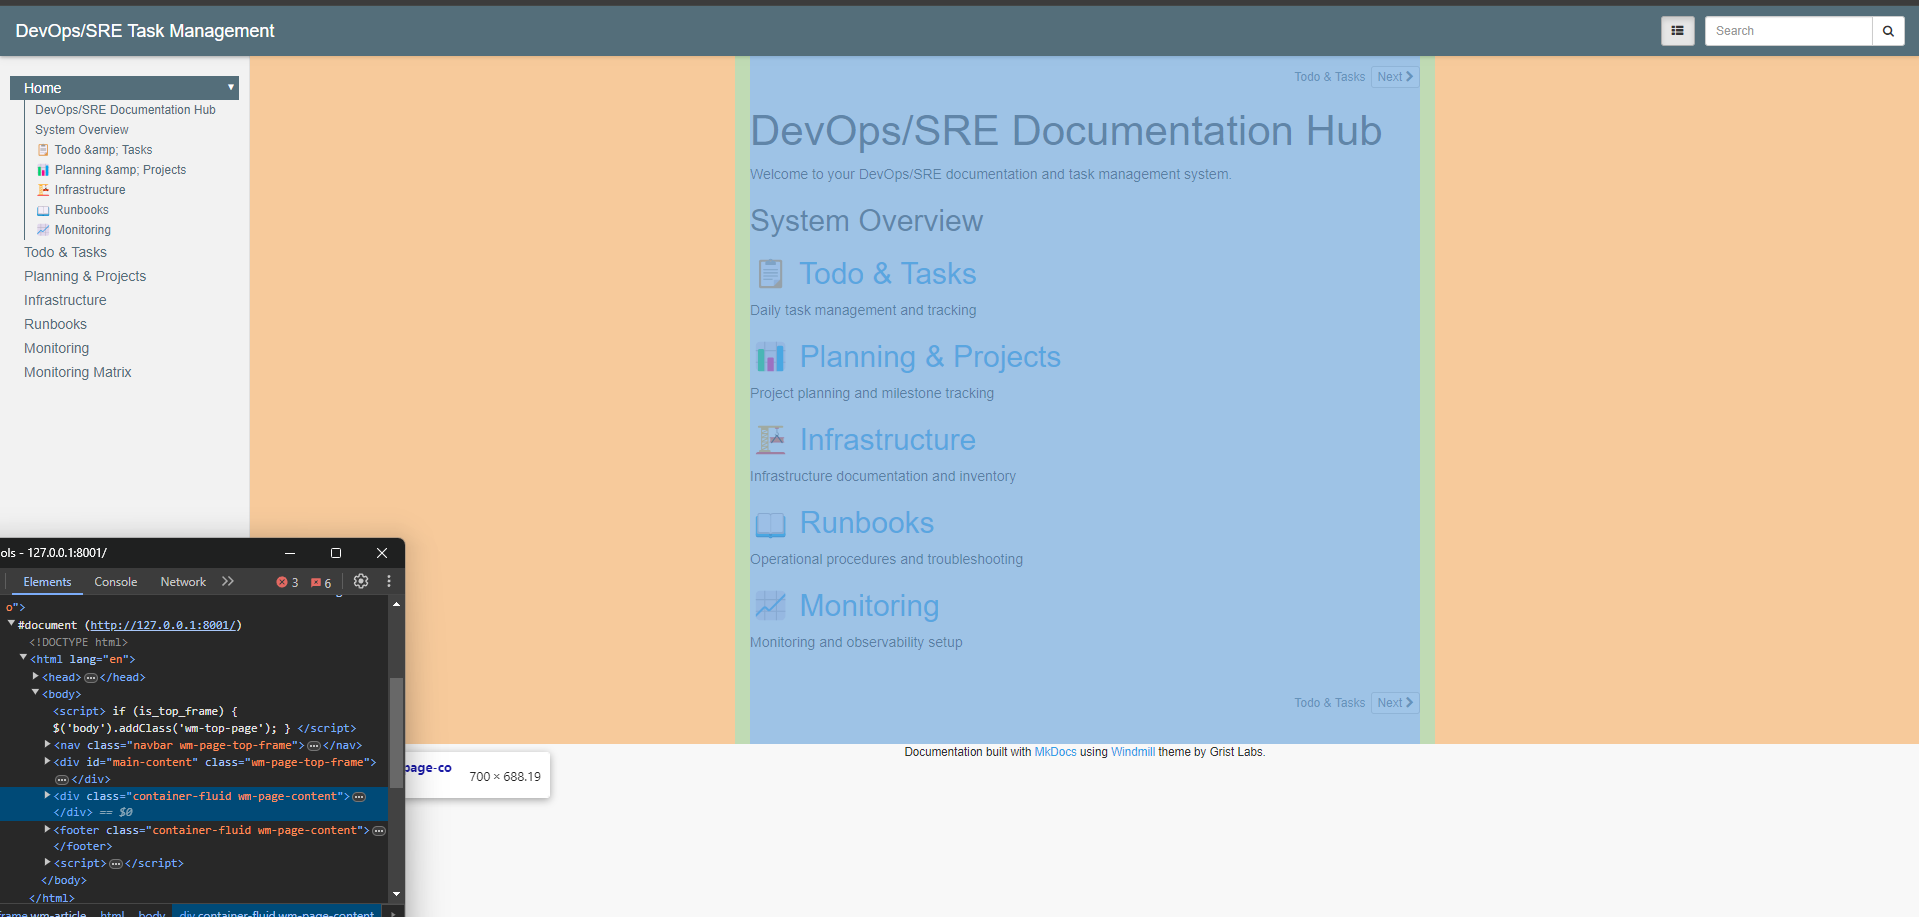 DevOps/SRE Task Management
Search
Home
DevOps/SRE Documentation Hub
System Overview
Todo &amp; Tasks
Planning &amp; Projects
Infrastructure
Runbooks
Monitoring
Todo & Tasks
Planning & Projects
Infrastructure
Runbooks
Monitoring
Monitoring Matrix
Todo & Tasks Next
DevOps/SRE Documentation Hub
Welcome to your DevOps/SRE documentation and task management system.
System Overview
Todo & Tasks
Daily task management and tracking
Planning & Projects
Project planning and milestone tracking
Infrastructure
Infrastructure documentation and inventory
Runbooks
Operational procedures and troubleshooting
Monitoring
Monitoring and observability setup
Todo & Tasks Next
Documentation built with MkDocs using Windmill theme by Grist Labs.
ols - 127.0.0.1:8001/
Elements Console Network 3 6
o">
#document (http://127.0.0.1:8001/)
<!DOCTYPE html>
<html lang="en">
<head> </head>
<body>
<script> if (is_top_frame) {
$('body').addClass('wm-top-page'); } </script>
<nav class="navbar wm-page-top-frame"> </nav>
<div id="main-content" class="wm-page-top-frame">
</div>
<div class="container-fluid wm-page-content">
</div> == $0
<footer class="container-fluid wm-page-content">
</footer>
<script> </script>
</body>
</html>
frame.wm-article html body div.container-fluid.wm-page-content
page-co 700 × 688.19